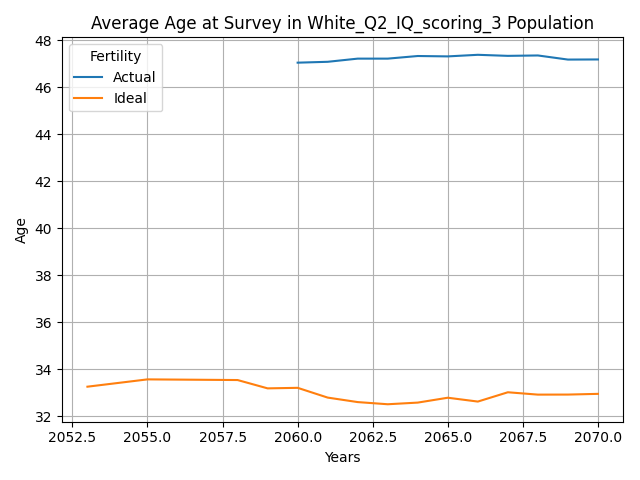 Average Age at Survey in White_Q2_IQ_scoring_3 Population
48
46
44
42
40
38
36
34
32
Age
Fertility
Actual
Ideal
2052.5 2055.0 2057.5 2060.0 2062.5 2065.0 2067.5 2070.0
Years